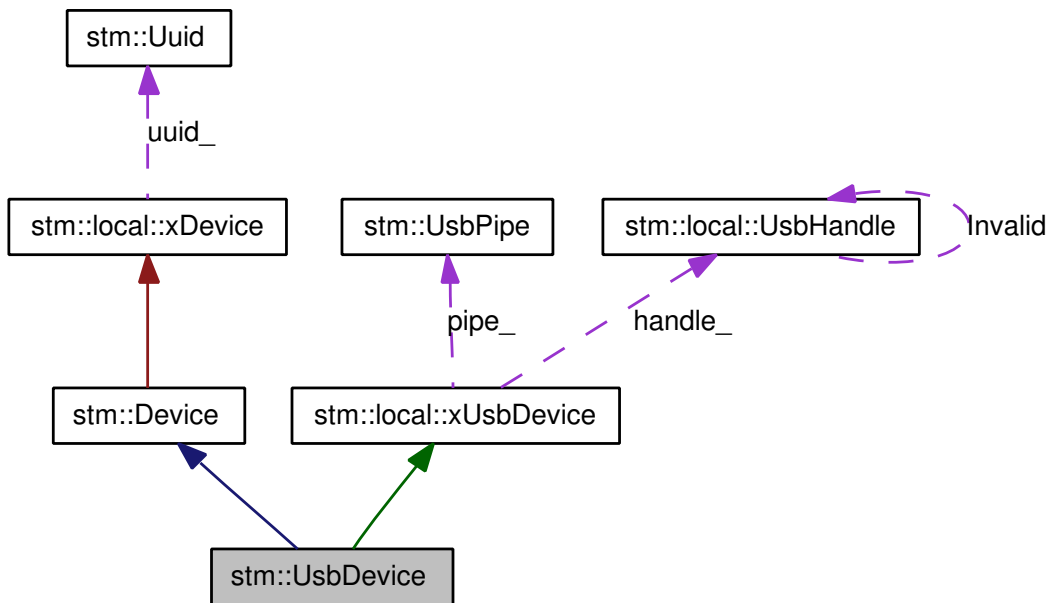 stm::Uuid
uuid_
stm::local::xDevice
stm::UsbPipe
stm::local::UsbHandle
Invalid
pipe_
handle_
stm::Device
stm::local::xUsbDevice
stm::UsbDevice